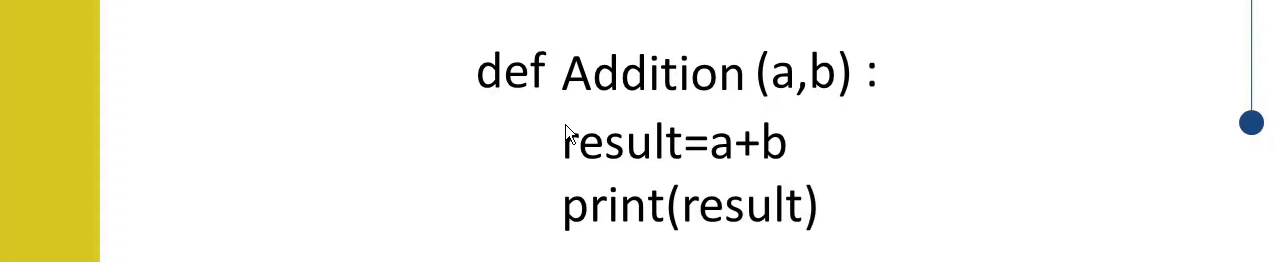 def Addition (a,b) :
result=a+b
print(result)